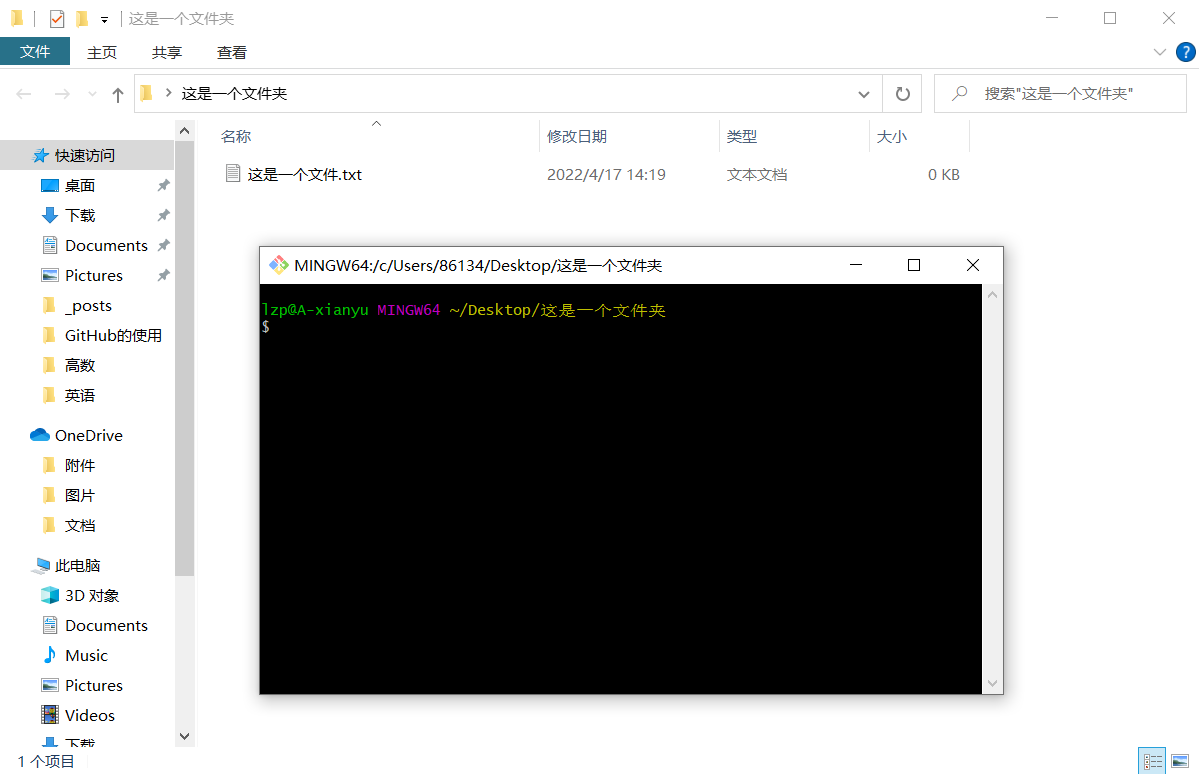 这是一个文件夹
文件 主页 共享 查看
这是一个文件夹
搜索"这是一个文件夹"
名称 修改日期 类型 大小
这是一个文件.txt 2022/4/17 14:19 文本文档 0 KB
快速访问
桌面
下载
Documents
Pictures
_posts
GitHub的使用
高数
英语
OneDrive
附件
图片
文档
此电脑
3D 对象
Documents
Music
Pictures
Videos
下载
1 个项目
MINGW64:/c/Users/86134/Desktop/这是一个文件夹
lzp@A-xianyu MINGW64 ~/Desktop/这是一个文件夹
$